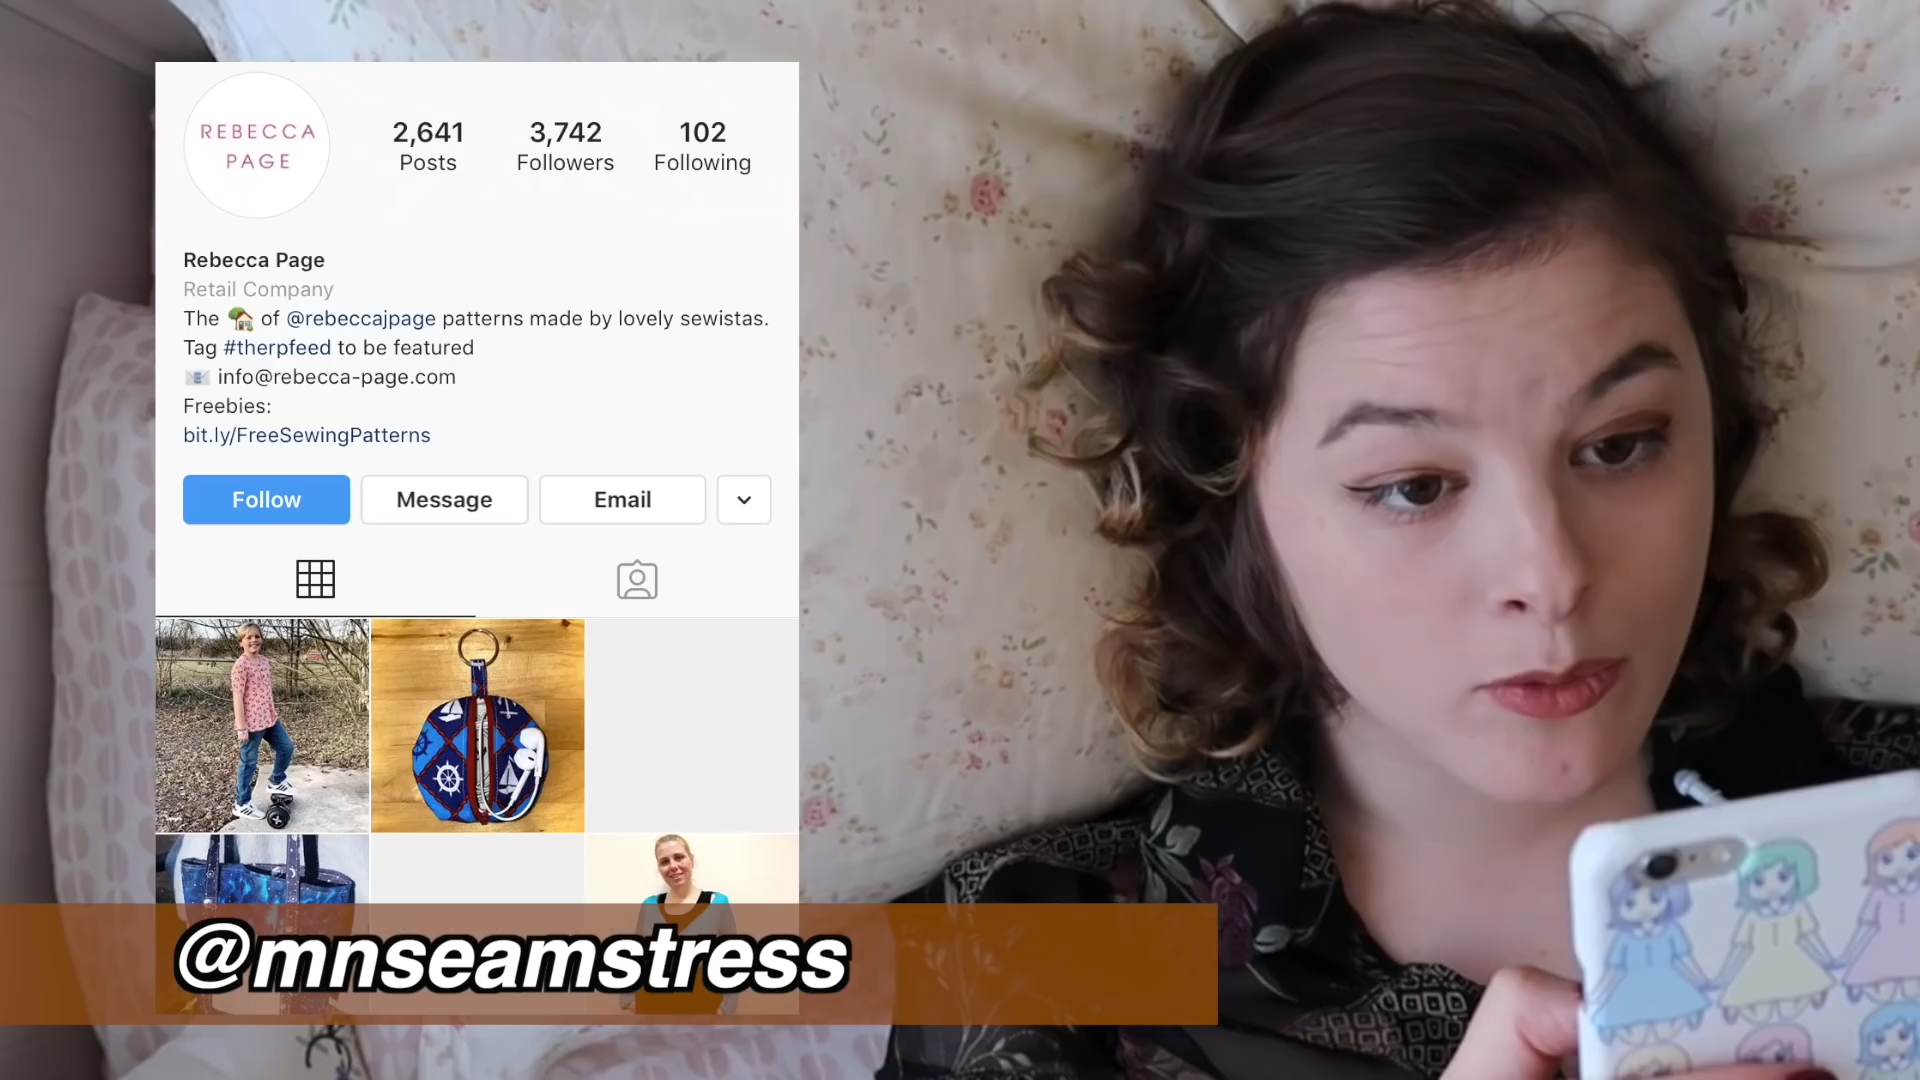 REBECCA
PAGE
2,641
Posts
3,742
Followers
102
Following
Rebecca Page
Retail Company
The of @rebeccajpage patterns made by lovely sewistas.
Tag #therpfeed to be featured
info@rebecca-page.com
Freebies:
bit.ly/FreeSewingPatterns
Follow
Message
Email
@mnseamstress